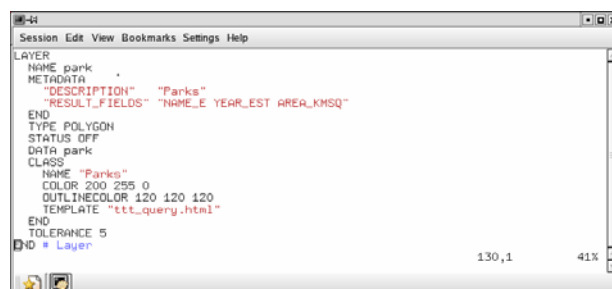 -vi
Session Edit View Bookmarks Settings Help
LAYER
NAME park
METADATA
"DESCRIPTION" "Parks"
"RESULT_FIELDS" "NAME_E YEAR_EST AREA_KMSQ"
END
TYPE POLYGON
STATUS OFF
DATA park
CLASS
NAME "Parks"
COLOR 200 255 0
OUTLINECOLOR 120 120 120
TEMPLATE "ttt_query.html"
END
TOLERANCE 5
END # Layer
130,1 41%